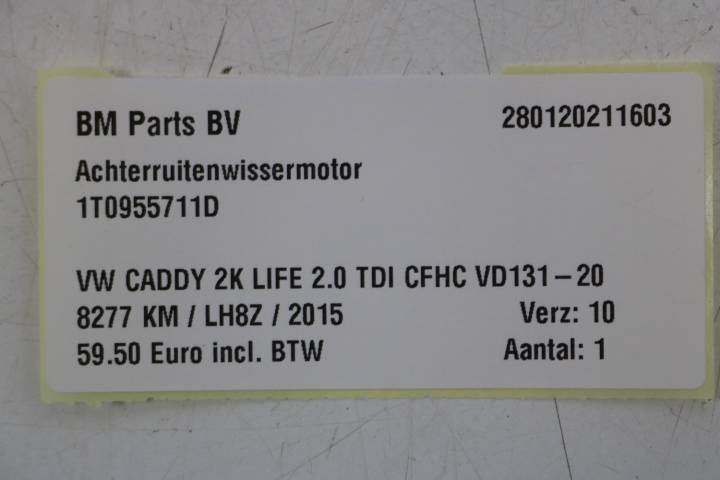 BM Parts BV 280120211603
Achterruitenwissermotor
1T0955711D
VW CADDY 2K LIFE 2.0 TDI CFHC VD131-20
8277 KM / LH8Z / 2015 Verz: 10
59.50 Euro incl. BTW Aantal: 1